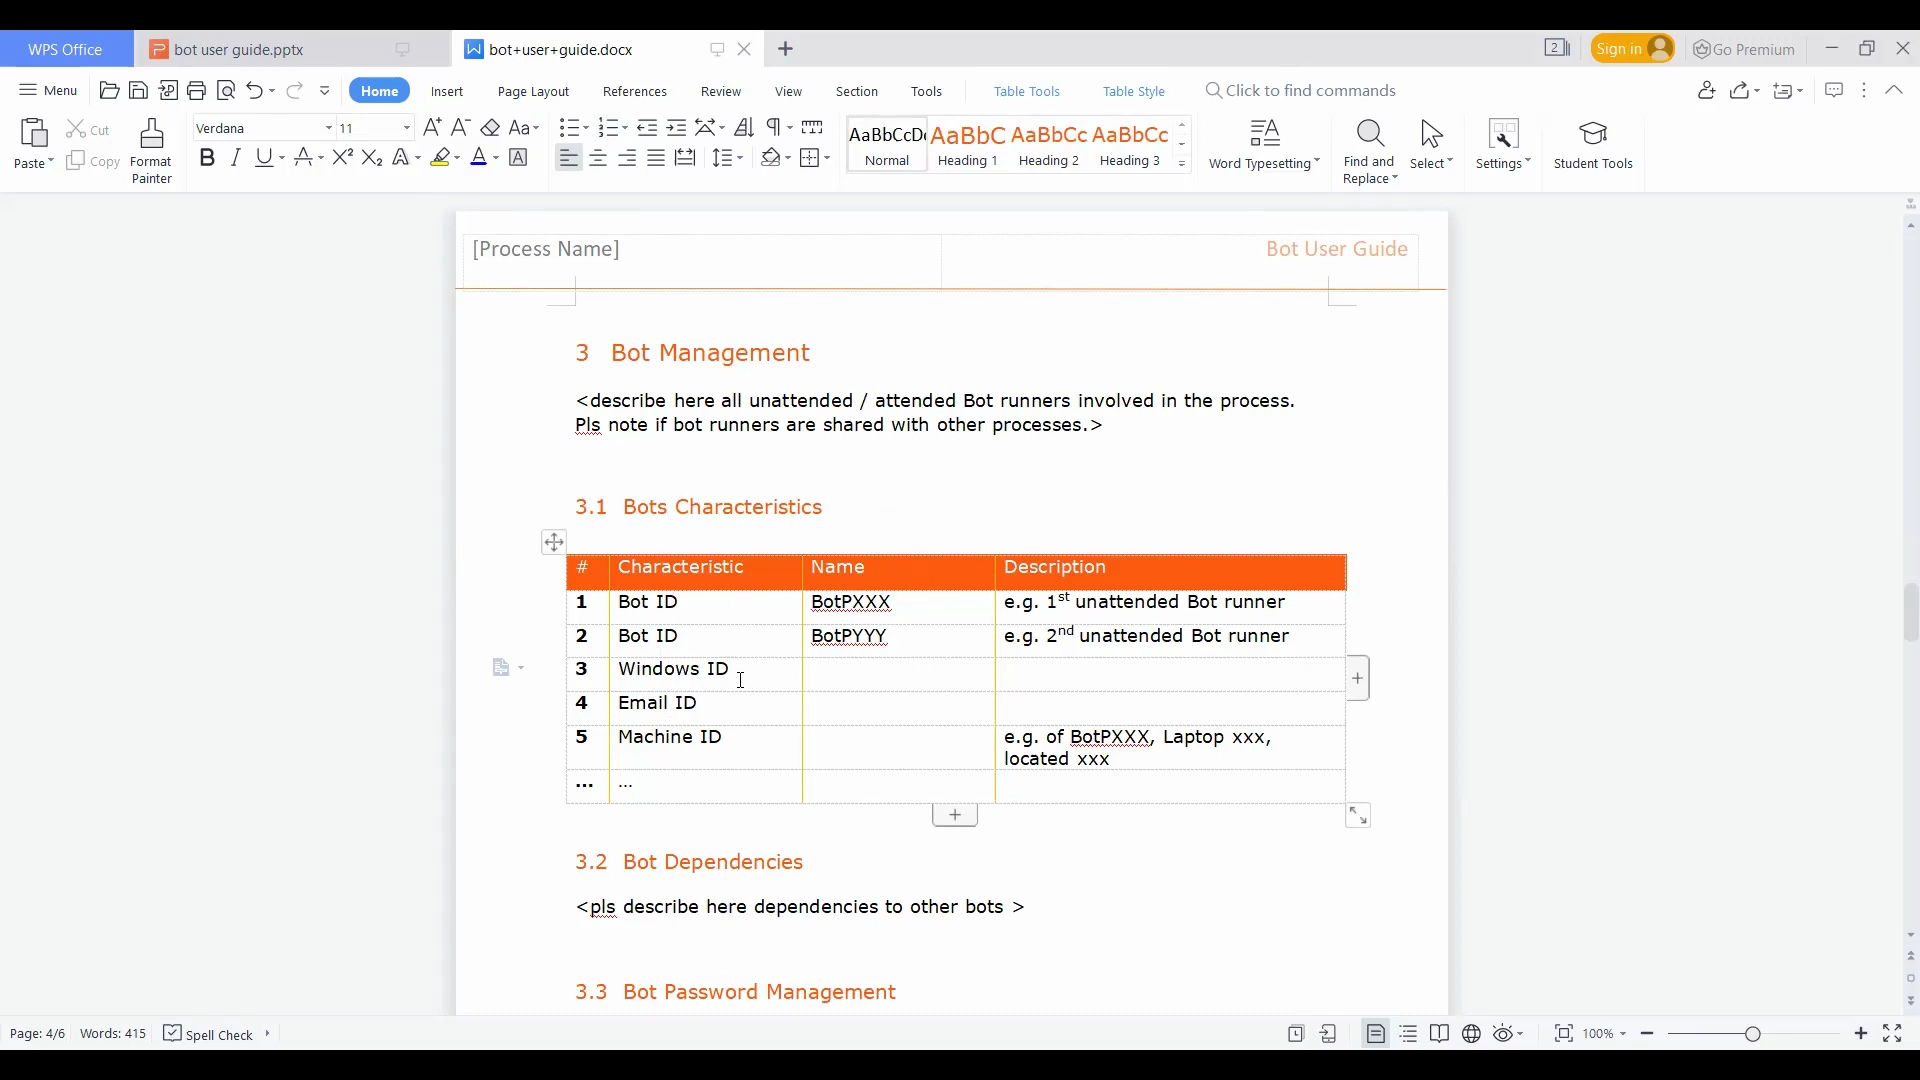 WPS Office
bot user guide.pptx
bot+user+guide.docx
2
Sign in
Go Premium
Menu
Home
Insert
Page Layout
References
Review
View
Section
Tools
Table Tools
Table Style
Click to find commands
Paste
Cut
Copy
Format Painter
Verdana
11
AaBbCcD
Normal
AaBbC
Heading 1
AaBbCc
Heading 2
AaBbCc
Heading 3
Word Typesetting
Find and Replace
Select
Settings
Student Tools
[Process Name]
Bot User Guide
3 Bot Management
<describe here all unattended / attended Bot runners involved in the process.
Pls note if bot runners are shared with other processes.>
3.1 Bots Characteristics
# Characteristic Name Description
1 Bot ID BotPXXX e.g. 1st unattended Bot runner
2 Bot ID BotPYYY e.g. 2nd unattended Bot runner
3 Windows ID
4 Email ID
5 Machine ID e.g. of BotPXXX, Laptop xxx,
located xxx
... ...
3.2 Bot Dependencies
<pls describe here dependencies to other bots >
3.3 Bot Password Management
Page: 4/6 Words: 415 Spell Check 100%